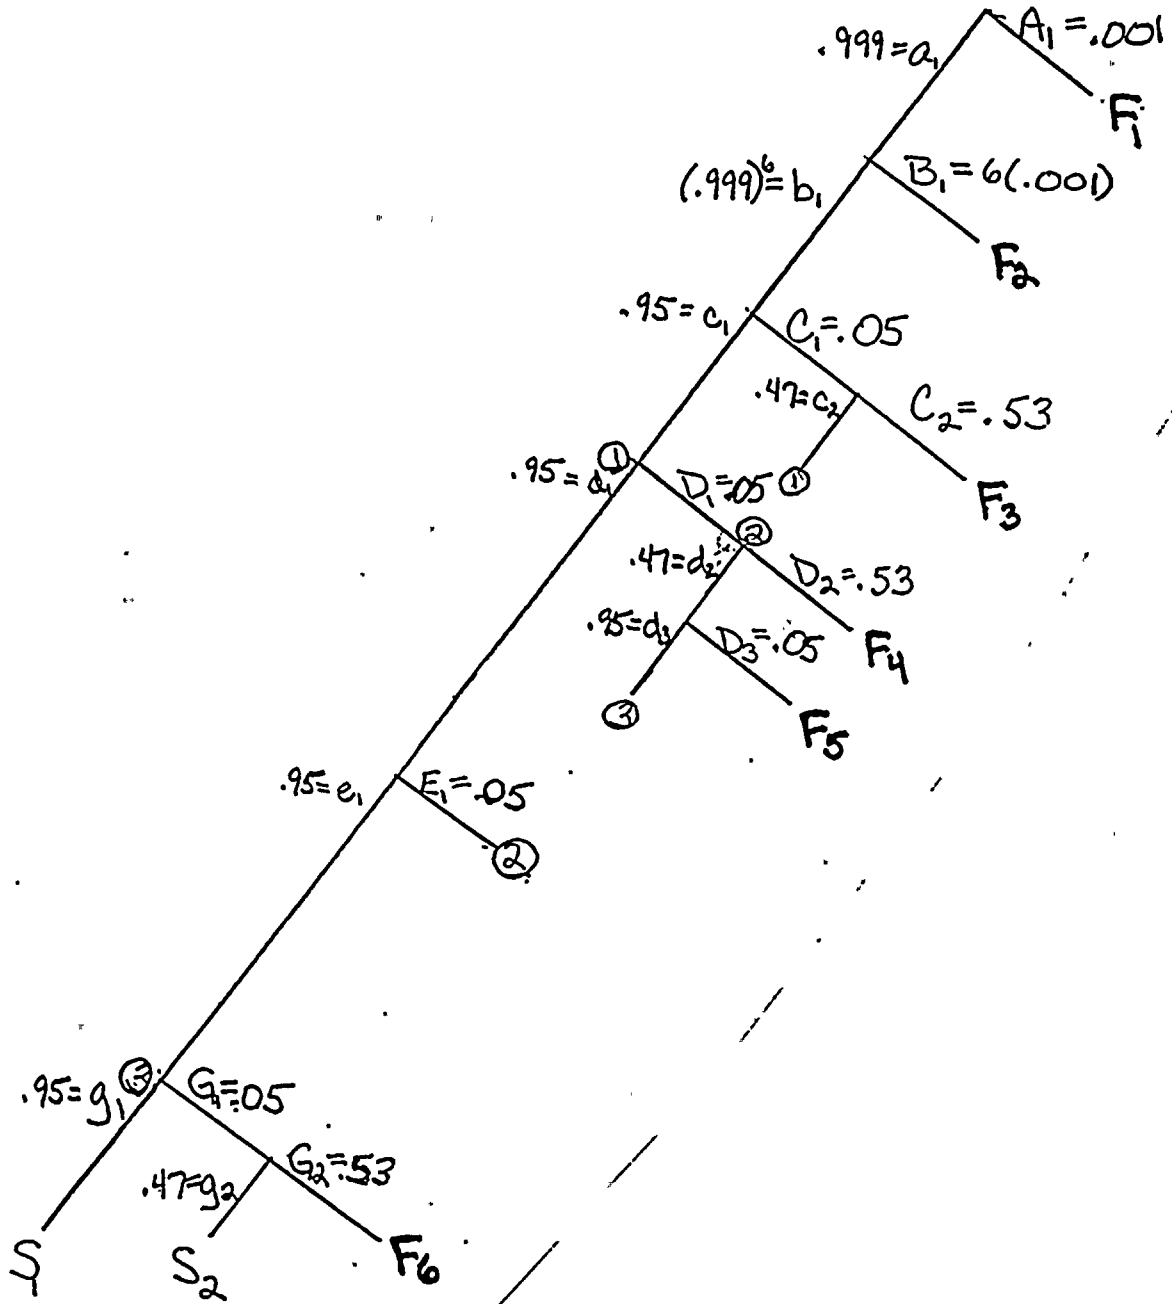 .999=a₁
A₁=.001
F₁
(.999)⁶=b₁
B₁=6(.001)
F₂
.95=c₁
C₁=.05
.47=c₂
C₂=.53
①
F₃
①
.95=d₁
D₁=.05
②
.47=d₂
D₂=.53
F₄
.95=d₃
D₃=.05
③
F₅
.95=e₁
E₁=.05
②
③
.95=g₁
G₁=.05
.47=g₂
G₂=.53
S₁
S₂
F₆